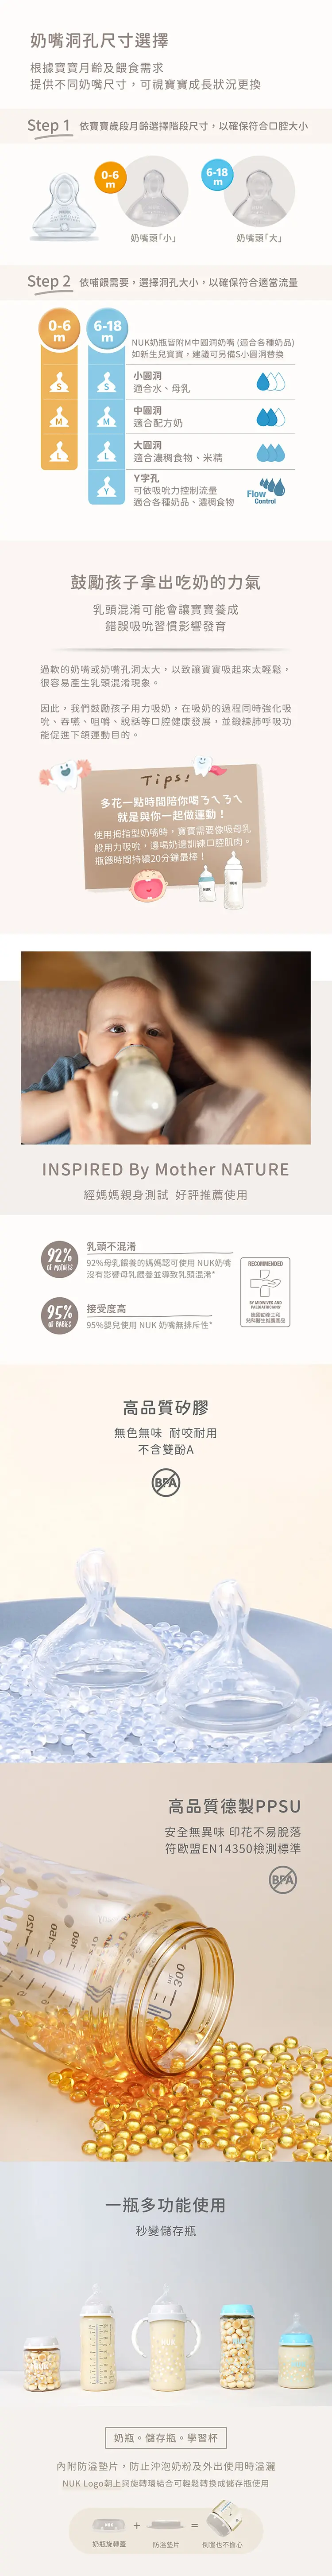 奶嘴洞孔尺寸選擇
根據寶寶月齡及餵食需求
提供不同奶嘴尺寸，可視寶寶成長狀況更換
Step 1 依寶寶歲段月齡選擇階段尺寸，以確保符合口腔大小
0-6
m
6-18
m
奶嘴頭「小」
奶嘴頭「大」
Step 2 依哺餵需要，選擇洞孔大小，以確保符合適當流量
0-6
m
6-18
m
NUK奶瓶皆附M中圓洞奶嘴 (適合各種奶品)
如新生兒寶寶，建議可另備S小圓洞替換
S
S
小圓洞
適合水、母乳
M
M
中圓洞
適合配方奶
L
L
大圓洞
適合濃稠食物、米精
Y
Y字孔
可依吸吮力控制流量
適合各種奶品、濃稠食物
Flow
Control
鼓勵孩子拿出吃奶的力氣
乳頭混淆可能會讓寶寶養成
錯誤吸吮習慣影響發育
過軟的奶嘴或奶嘴孔洞太大，以致讓寶寶吸起來太輕鬆，
很容易產生乳頭混淆現象。
因此，我們鼓勵孩子用力吸奶，在吸奶的過程同時強化吸
吮、吞嚥、咀嚼、說話等口腔健康發展，並鍛鍊肺呼吸功
能促進下頜運動目的。
Tips!
多花一點時間陪你喝ㄋㄟㄋㄟ
就是與你一起做運動！
使用拇指型奶嘴時，寶寶需要像吸母乳
般用力吸吮，邊喝奶邊訓練口腔肌肉。
瓶餵時間持續20分鐘最棒！
NUK
NUK
INSPIRED By Mother NATURE
經媽媽親身測試 好評推薦使用
92%
OF MOTHERS
乳頭不混淆
92%母乳餵養的媽媽認可使用 NUK奶嘴
沒有影響母乳餵養並導致乳頭混淆*
95%
OF BABIES
接受度高
95%嬰兒使用 NUK 奶嘴無排斥性*
RECOMMENDED
BY MIDWIVES AND
PAEDIATRICIANS*
德國助產士和
兒科醫生推薦產品
高品質矽膠
無色無味 耐咬耐用
不含雙酚A
BPA
高品質德製PPSU
安全無異味 印花不易脫落
符歐盟EN14350檢測標準
BPA
300
一瓶多功能使用
秒變儲存瓶
NUK
奶瓶。儲存瓶。學習杯
內附防溢墊片，防止沖泡奶粉及外出使用時溢灑
NUK Logo朝上與旋轉環結合可輕鬆轉換成儲存瓶使用
+
=
奶瓶旋轉蓋
防溢墊片
倒置也不擔心